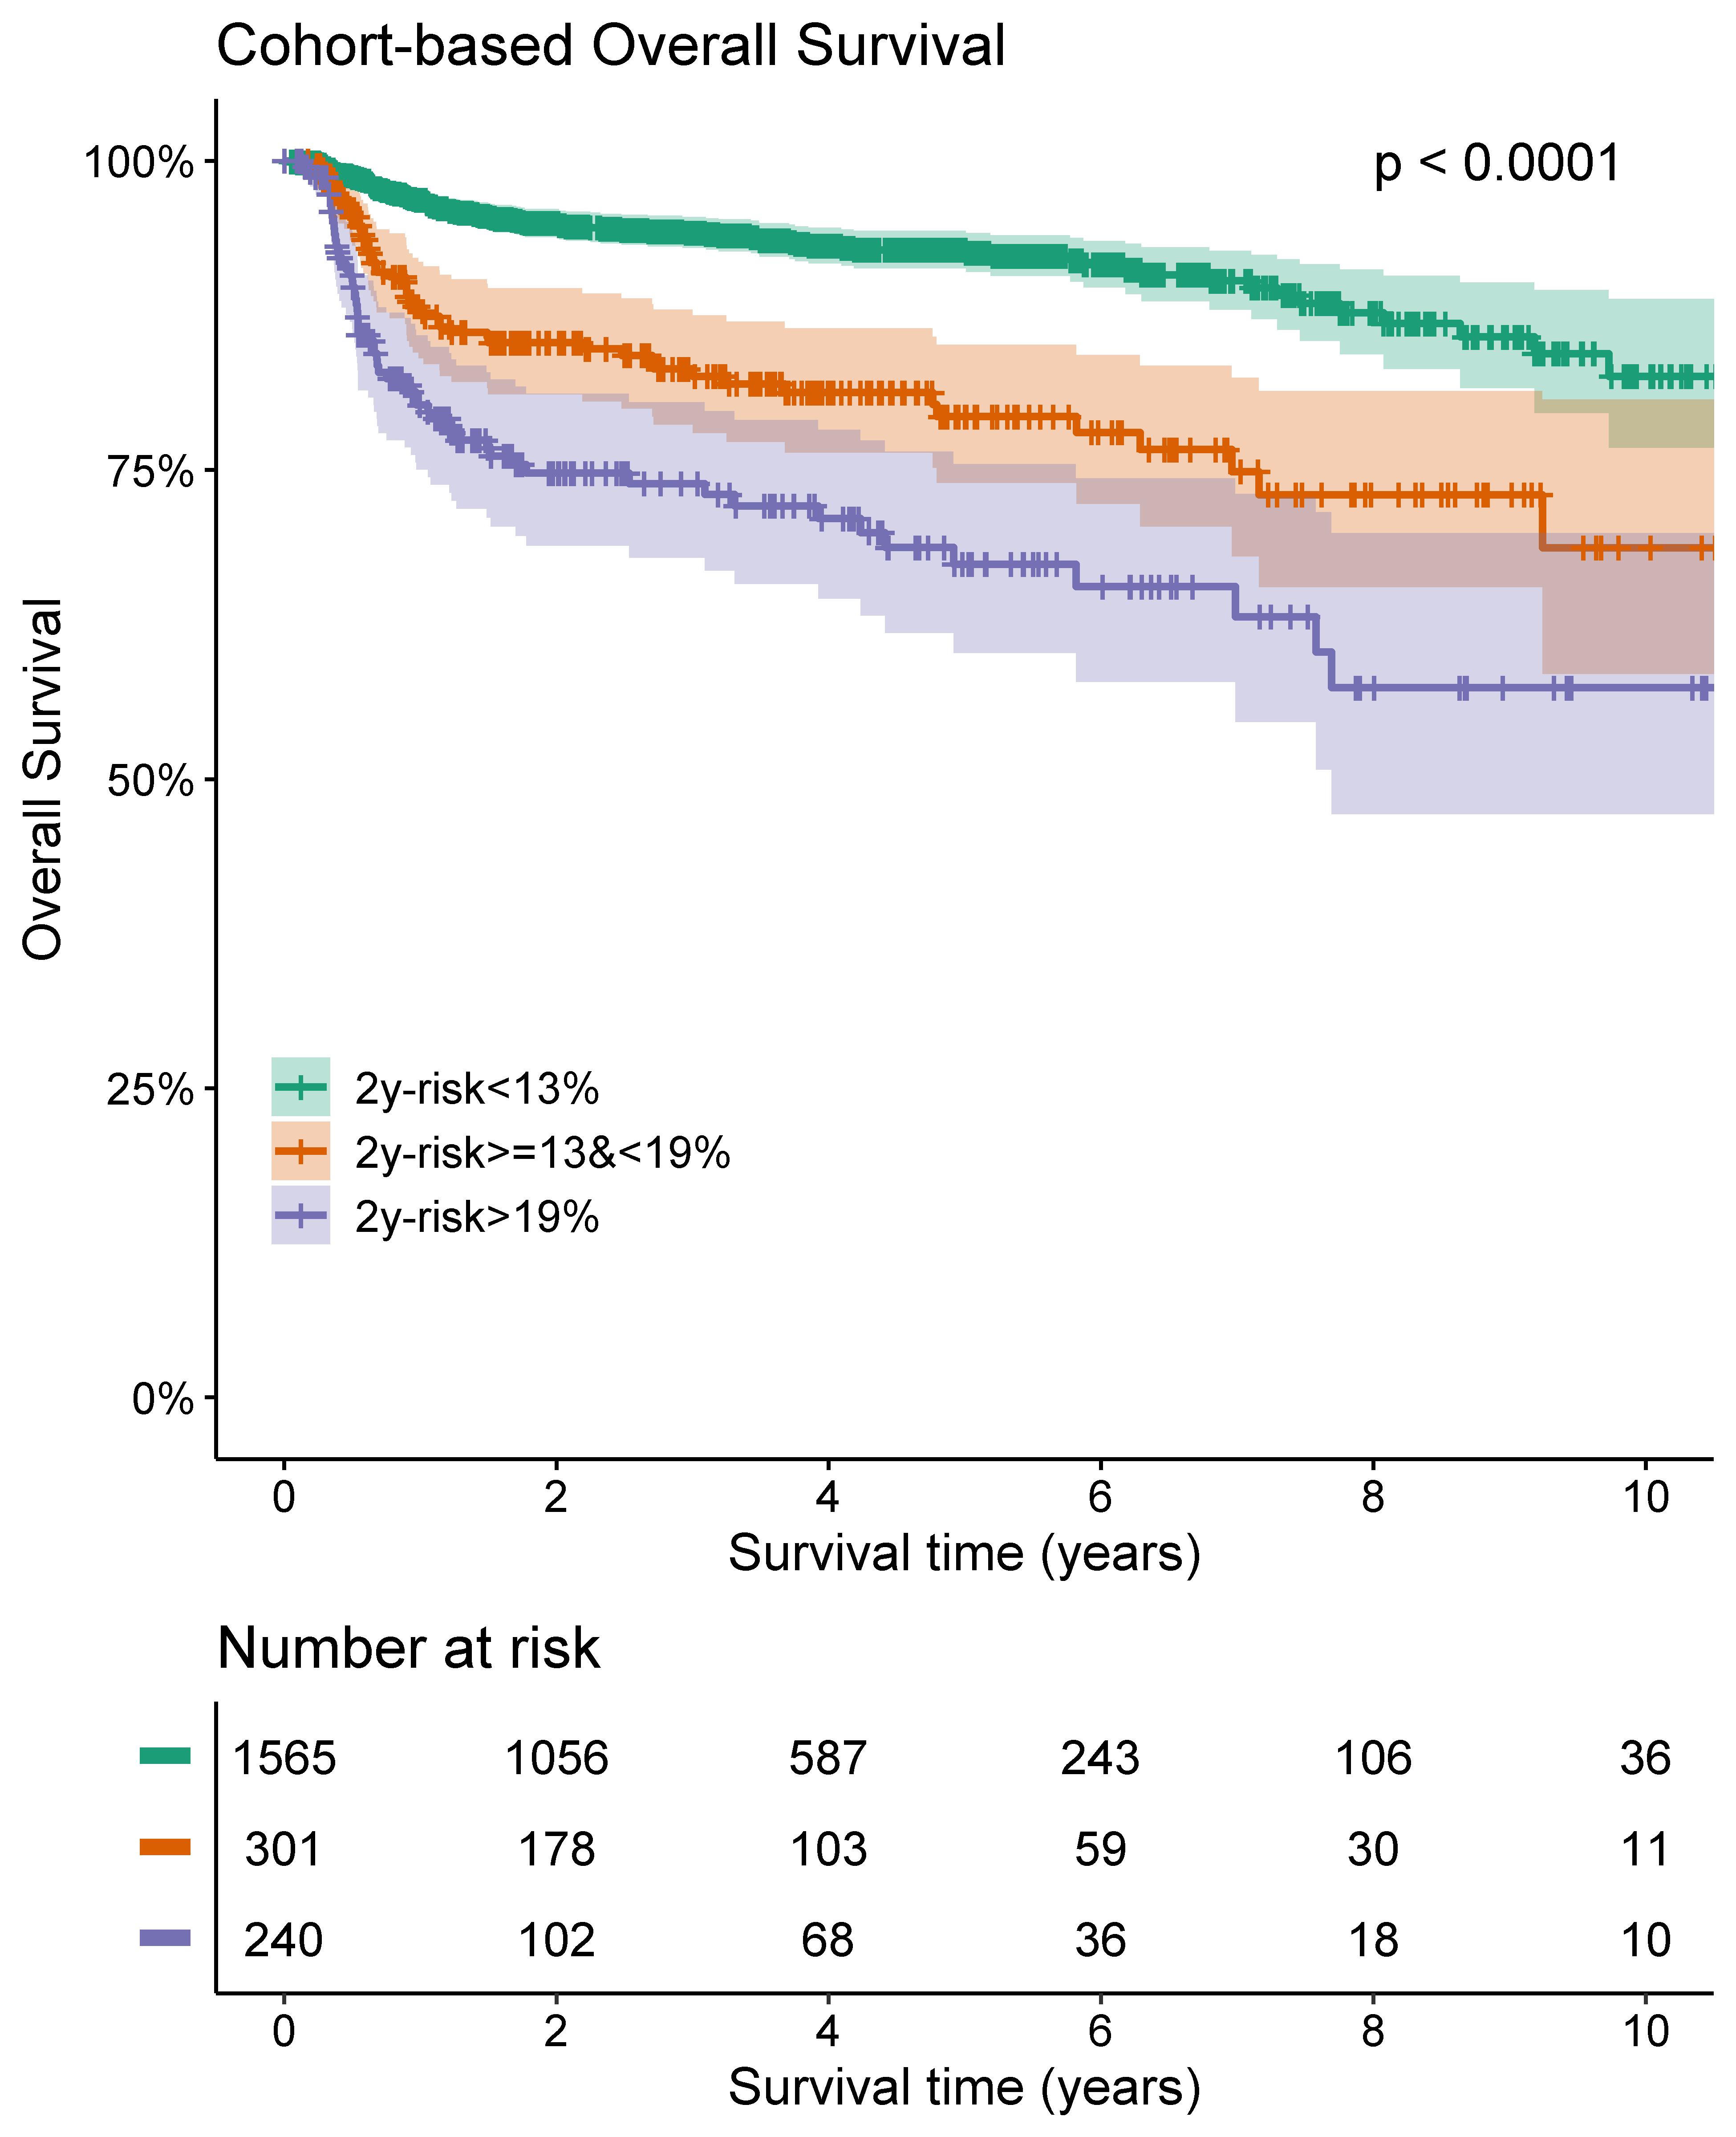 Cohort-based Overall Survival
p < 0.0001
100%
75%
50%
25%
0%
Overall Survival
2y-risk<13%
2y-risk>=13&<19%
2y-risk>19%
0 2 4 6 8 10
Survival time (years)
Number at risk
1565 1056 587 243 106 36
301 178 103 59 30 11
240 102 68 36 18 10
0 2 4 6 8 10
Survival time (years)